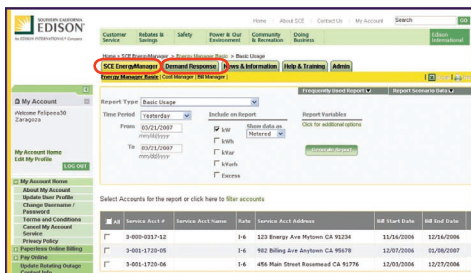 SOUTHERN CALIFORNIA
EDISON
An EDISON INTERNATIONAL Company
Home | About SCE | Contact Us | My Account
Search
GO
Customer Service
Rebates & Savings
Safety
Power & Our Environment
Community & Recreation
Doing Business
Edison International
Home > SCE EnergyManager > Energy Manager Basic > Basic Usage
SCE EnergyManager
Demand Response
News & Information
Help & Training
Admin
Energy Manager Basic | Cost Manager | Bill Manager |
Frequently Used Report
Report Scenario Data
My Account
Welcome Felipeea30
Zaragoza
My Account Home
Edit My Profile
LOG OUT
Report Type Basic Usage
Time Period Yesterday
From 03/21/2007
mm/dd/yyyy
To 03/21/2007
mm/dd/yyyy
Include on Report
kW
kWh
kVar
kVarh
Excess
Show data as
Metered
Report Variables
Click for additional options
Generate Report
My Account Home
About My Account
Update User Profile
Change Username / Password
Terms and Conditions
Cancel My Account
Service
Privacy Policy
Paperless Online Billing
Pay Online
Update Rotating Outage
Contact Info
Select Accounts for the report or click here to filter accounts
All Service Acct # Service Acct Name Rate Service Acct Address Bill Start Date Bill End Date
3-000-0317-12 I-6 123 Energy Ave Mytown CA 91234 11/16/2006 12/16/2006
3-001-1720-05 I-6 982 Billing Ave Anytown CA 95678 12/07/2006 01/08/2007
3-001-1720-06 I-6 456 Main Street Rosemead CA 91776 12/03/2006